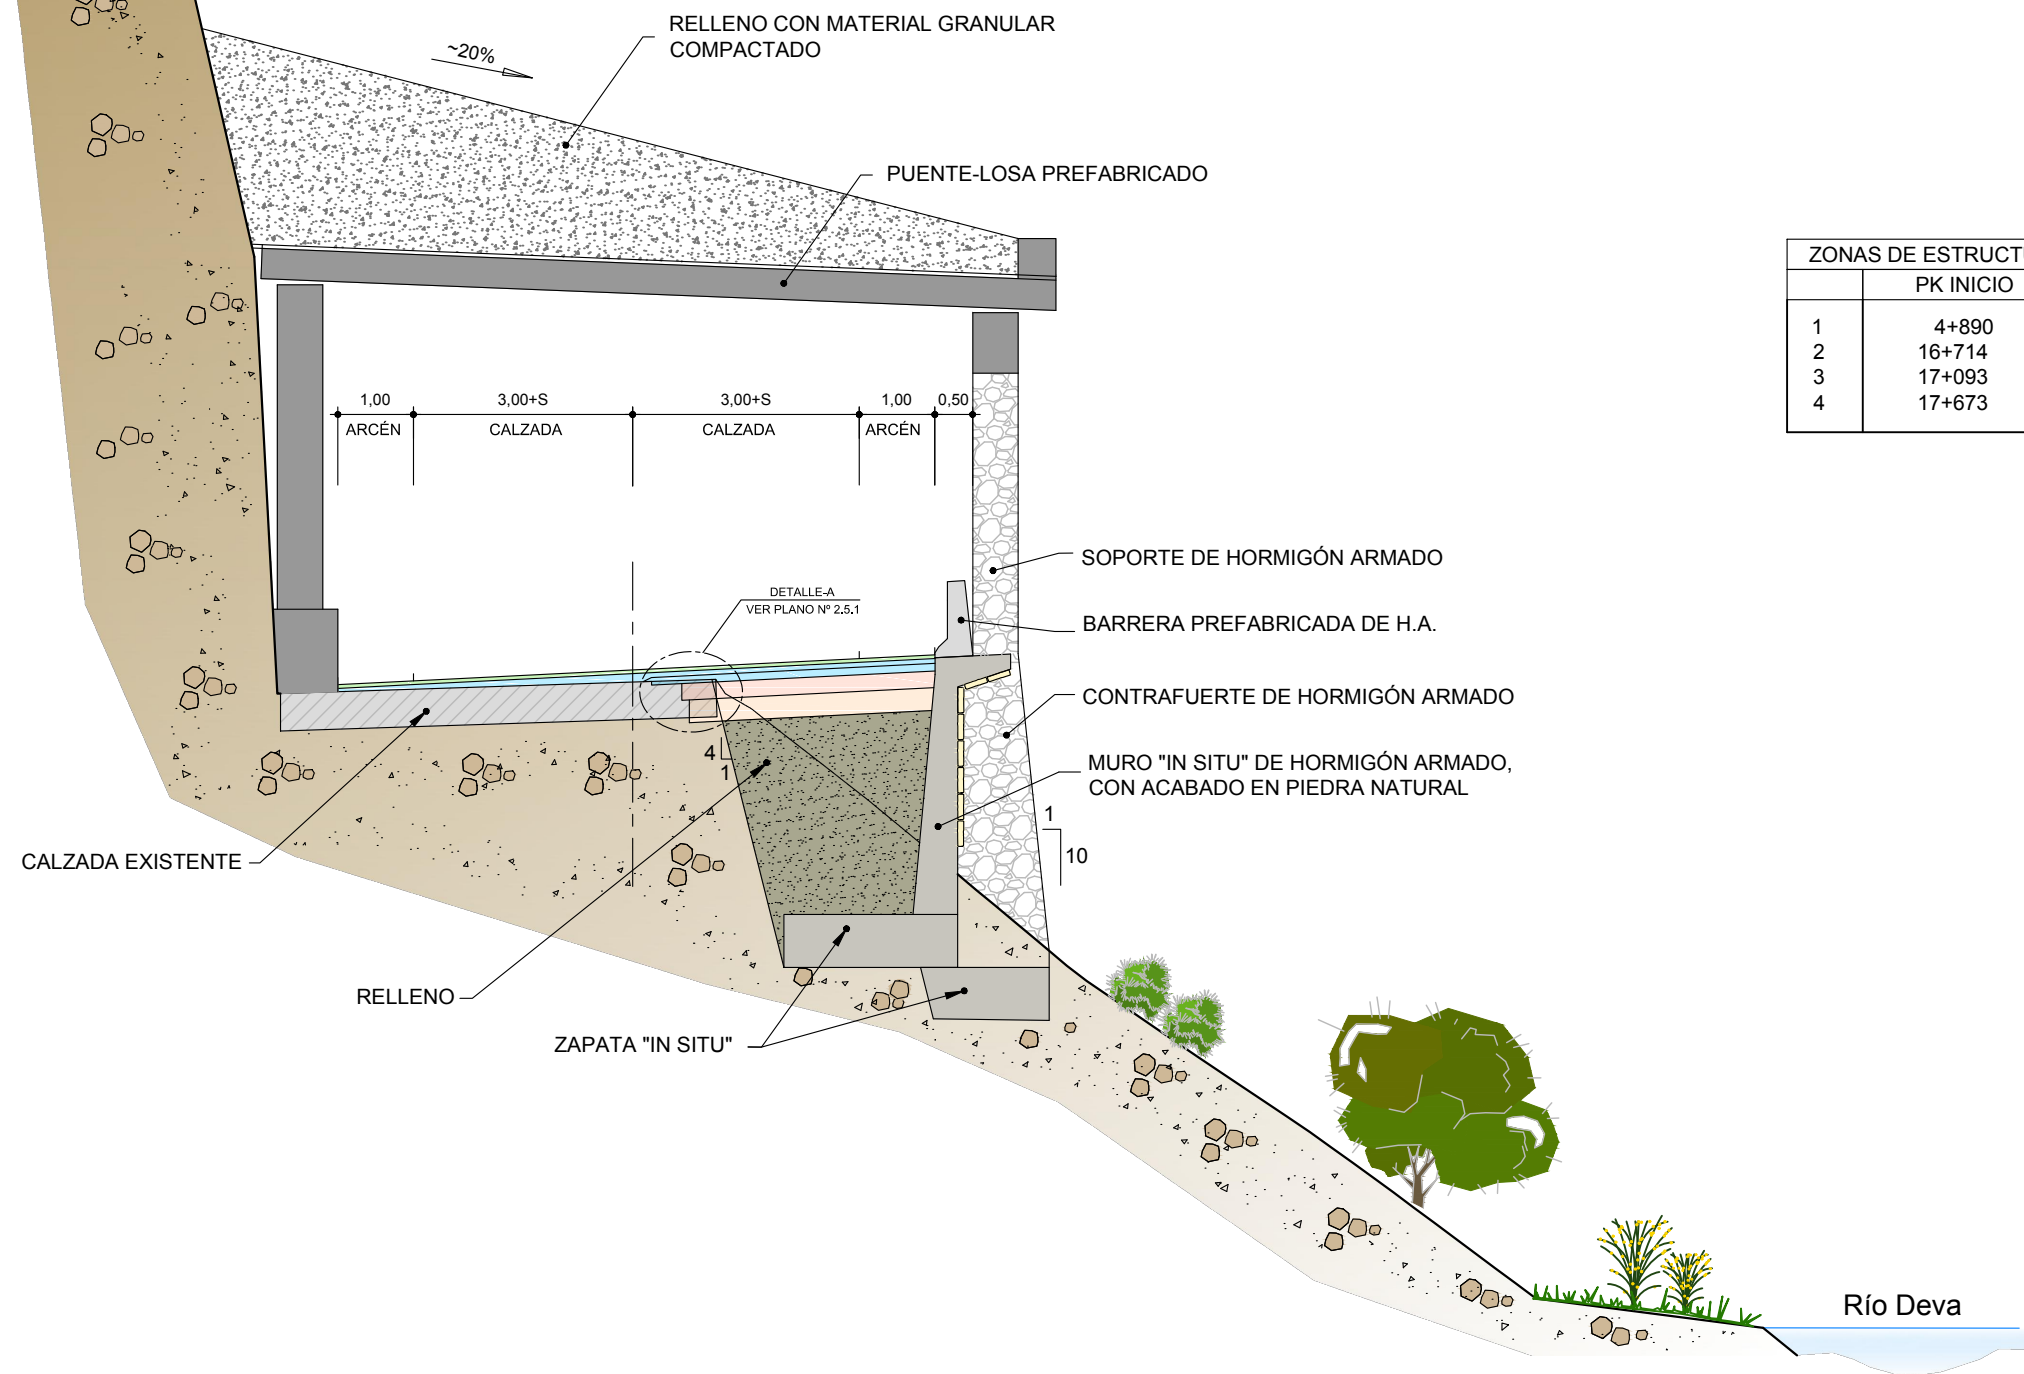 RELLENO CON MATERIAL GRANULAR
COMPACTADO
~20%
PUENTE-LOSA PREFABRICADO
ZONAS DE ESTRUCT
PK INICIO
1 4+890
2 16+714
3 17+093
4 17+673
1,00 3,00+S 3,00+S 1,00 0,50
ARCÉN CALZADA CALZADA ARCÉN
SOPORTE DE HORMIGÓN ARMADO
DETALLE-A
VER PLANO Nº 2.5.1
BARRERA PREFABRICADA DE H.A.
CONTRAFUERTE DE HORMIGÓN ARMADO
4
1
MURO "IN SITU" DE HORMIGÓN ARMADO,
CON ACABADO EN PIEDRA NATURAL
1
10
CALZADA EXISTENTE
RELLENO
ZAPATA "IN SITU"
Río Deva